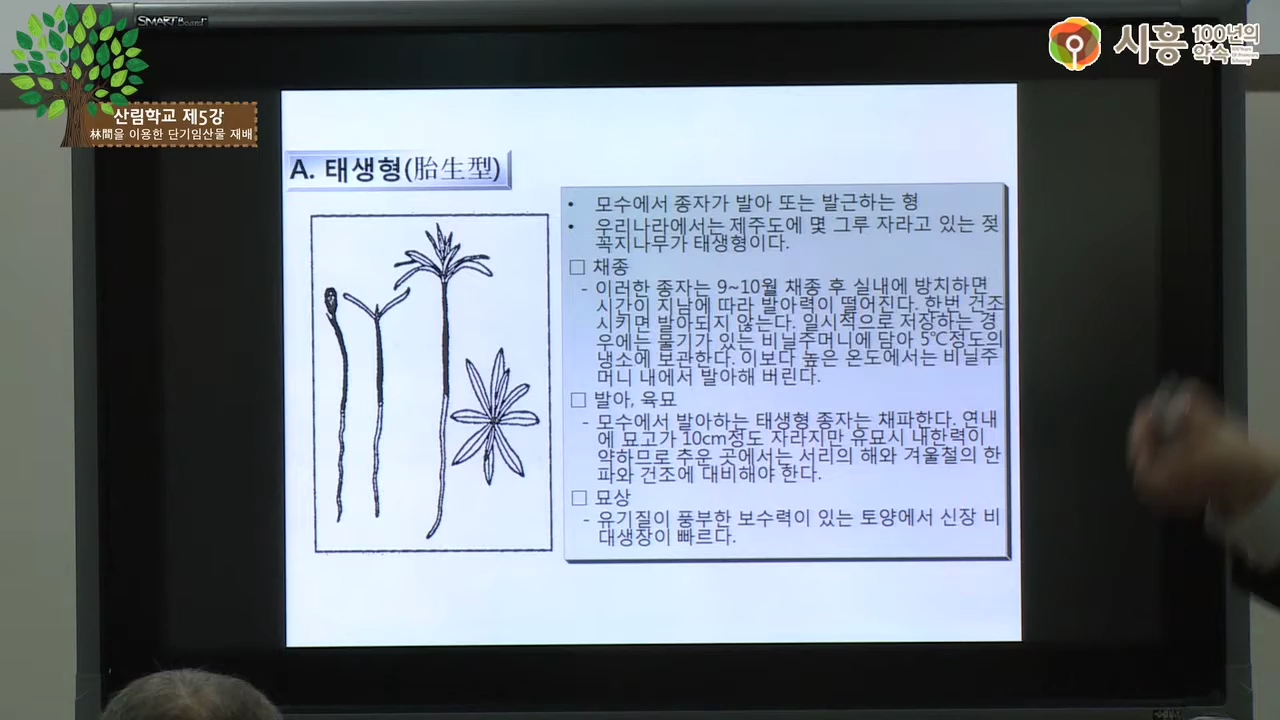 SMART Board
산림학교 제5강
林間을 이용한 단기임산물 재배
시흥
100년의
약속
A. 태생형(胎生型)
• 모수에서 종자가 발아 또는 발근하는 형
• 우리나라에서는 제주도에 몇 그루 자라고 있는 젖
꼭지나무가 태생형이다.
□ 채종
- 이러한 종자는 9~10월 채종 후 실내에 방치하면
시간이 지남에 따라 발아력이 떨어진다. 한번 건조
시키면 발아되지 않는다. 일시적으로 저장하는 경
우에는 물기가 있는 비닐주머니에 담아 5℃정도의
냉소에 보관한다. 이보다 높은 온도에서는 비닐주
머니 내에서 발아해 버린다.
□ 발아, 육묘
- 모수에서 발아하는 태생형 종자는 채파한다. 연내
에 묘고가 10cm정도 자라지만 유묘시 내한력이
약하므로 추운 곳에서는 서리의 해와 겨울철의 한
파와 건조에 대비해야 한다.
□ 묘상
- 유기질이 풍부한 보수력이 있는 토양에서 신장 비
대생장이 빠르다.